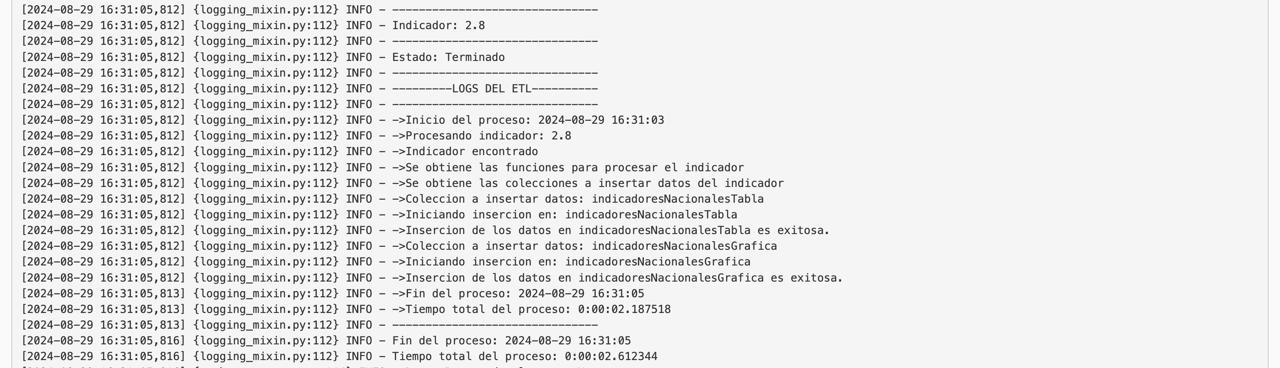 [2024-08-29 16:31:05,812] {logging_mixin.py:112} INFO - -------------------------------
[2024-08-29 16:31:05,812] {logging_mixin.py:112} INFO - Indicador: 2.8
[2024-08-29 16:31:05,812] {logging_mixin.py:112} INFO - -------------------------------
[2024-08-29 16:31:05,812] {logging_mixin.py:112} INFO - Estado: Terminado
[2024-08-29 16:31:05,812] {logging_mixin.py:112} INFO - -------------------------------
[2024-08-29 16:31:05,812] {logging_mixin.py:112} INFO - ---------LOGS DEL ETL----------
[2024-08-29 16:31:05,812] {logging_mixin.py:112} INFO - -------------------------------
[2024-08-29 16:31:05,812] {logging_mixin.py:112} INFO - ->Inicio del proceso: 2024-08-29 16:31:03
[2024-08-29 16:31:05,812] {logging_mixin.py:112} INFO - ->Procesando indicador: 2.8
[2024-08-29 16:31:05,812] {logging_mixin.py:112} INFO - ->Indicador encontrado
[2024-08-29 16:31:05,812] {logging_mixin.py:112} INFO - ->Se obtiene las funciones para procesar el indicador
[2024-08-29 16:31:05,812] {logging_mixin.py:112} INFO - ->Se obtiene las colecciones a insertar datos del indicador
[2024-08-29 16:31:05,812] {logging_mixin.py:112} INFO - ->Coleccion a insertar datos: indicadoresNacionalesTabla
[2024-08-29 16:31:05,812] {logging_mixin.py:112} INFO - ->Iniciando insercion en: indicadoresNacionalesTabla
[2024-08-29 16:31:05,812] {logging_mixin.py:112} INFO - ->Insercion de los datos en indicadoresNacionalesTabla es exitosa.
[2024-08-29 16:31:05,812] {logging_mixin.py:112} INFO - ->Coleccion a insertar datos: indicadoresNacionalesGrafica
[2024-08-29 16:31:05,812] {logging_mixin.py:112} INFO - ->Iniciando insercion en: indicadoresNacionalesGrafica
[2024-08-29 16:31:05,812] {logging_mixin.py:112} INFO - ->Insercion de los datos en indicadoresNacionalesGrafica es exitosa.
[2024-08-29 16:31:05,813] {logging_mixin.py:112} INFO - ->Fin del proceso: 2024-08-29 16:31:05
[2024-08-29 16:31:05,813] {logging_mixin.py:112} INFO - ->Tiempo total del proceso: 0:00:02.187518
[2024-08-29 16:31:05,813] {logging_mixin.py:112} INFO - -------------------------------
[2024-08-29 16:31:05,816] {logging_mixin.py:112} INFO - Fin del proceso: 2024-08-29 16:31:05
[2024-08-29 16:31:05,816] {logging_mixin.py:112} INFO - Tiempo total del proceso: 0:00:02.612344